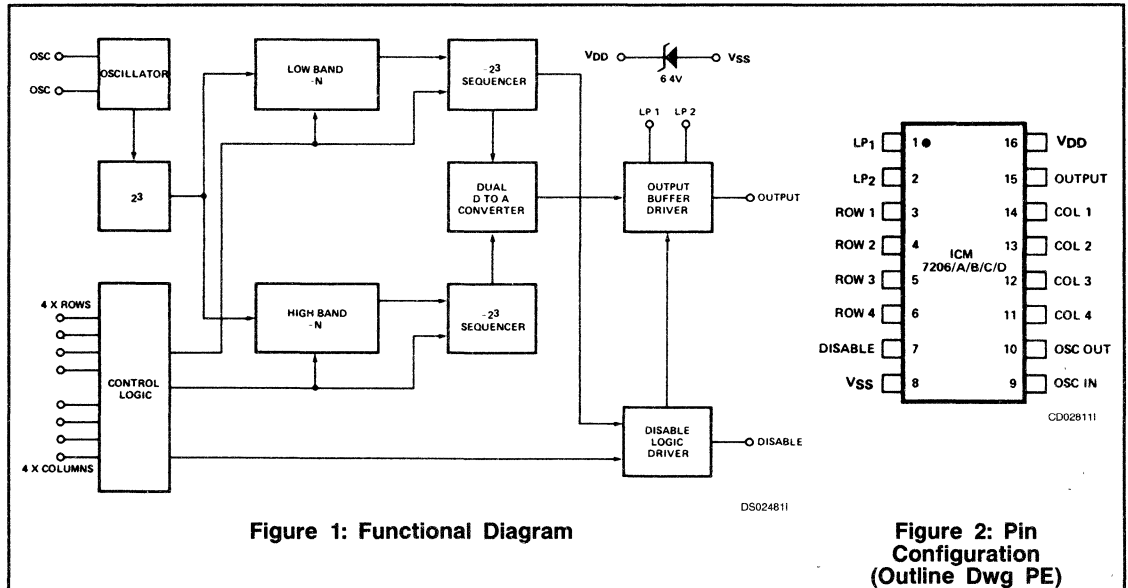 OSC
OSC
OSCILLATOR
2³
LOW BAND
-N
-2³
SEQUENCER
VDD
VSS
6 4V
LP 1 LP 2
DUAL
D TO A
CONVERTER
OUTPUT
BUFFER
DRIVER
OUTPUT
4 X ROWS
CONTROL
LOGIC
4 X COLUMNS
HIGH BAND
-N
-2³
SEQUENCER
DISABLE
LOGIC
DRIVER
DISABLE
DS02481I
Figure 1: Functional Diagram
LP1 1 16 VDD
LP2 2 15 OUTPUT
ROW 1 3 14 COL 1
ROW 2 4 13 COL 2
ICM
7206/A/B/C/D
ROW 3 5 12 COL 3
ROW 4 6 11 COL 4
DISABLE 7 10 OSC OUT
VSS 8 9 OSC IN
CD02811I
Figure 2: Pin
Configuration
(Outline Dwg PE)